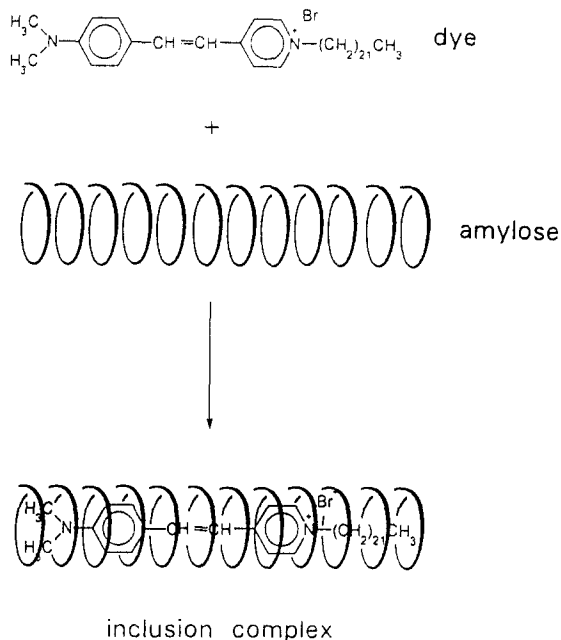 Br
H₃C
N
H₃C
CH=CH
N⁺
(CH₂)₂₁CH₃
dye
+
amylose
H₃C
N
H₃C
CH=CH
Br
N⁺
(CH₂)₂₁CH₃
inclusion complex